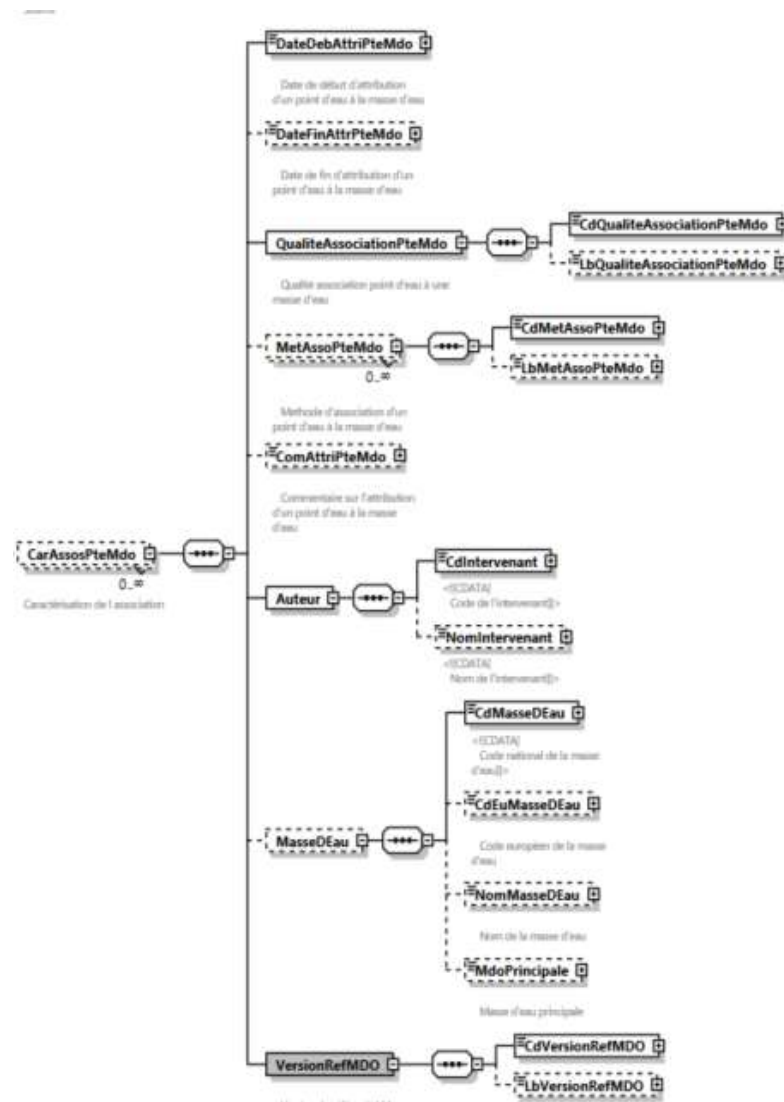 DateDebAttriPteMdo
Date de début d'attribution
d'un point d'eau à la masse d'eau
DateFinAttrPteMdo
Date de fin d'attribution d'un
point d'eau à la masse d'eau
QualiteAssociationPteMdo
CdQualiteAssociationPteMdo
LbQualiteAssociationPteMdo
Qualité association point d'eau à une
masse d'eau
MetAssoPteMdo
0..∞
CdMetAssoPteMdo
LbMetAssoPteMdo
Méthode d'association d'un
point d'eau à la masse d'eau
ComAttriPteMdo
Commentaire sur l'attribution
d'un point d'eau à la masse
d'eau
CarAssosPteMdo
0..∞
Caractérisation de l association
Auteur
CdIntervenant
<![CDATA[
Code de l'intervenant]]>
NomIntervenant
<![CDATA[
Nom de l'intervenant]]>
MasseDEau
CdMasseDEau
<![CDATA[
Code national de la masse
d'eau]]>
CdEuMasseDEau
Code européen de la masse
d'eau
NomMasseDEau
Nom de la masse d'eau
MdoPrincipale
Masse d'eau principale
VersionRefMDO
CdVersionRefMDO
LbVersionRefMDO